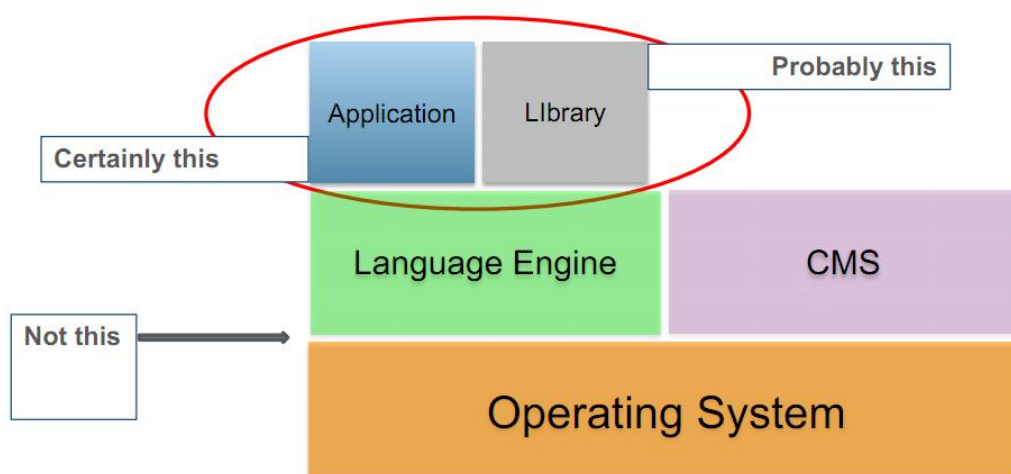 Application
LIbrary
Probably this
Certainly this
Language Engine
CMS
Not this
Operating System